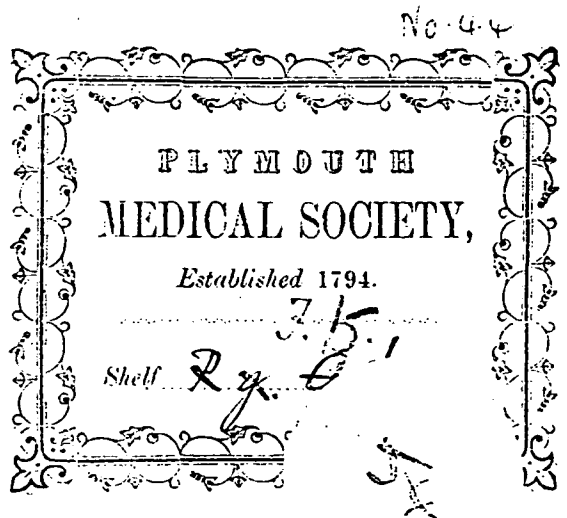 No. 44
PLYMOUTH
MEDICAL SOCIETY,
Established 1794.
Shelf